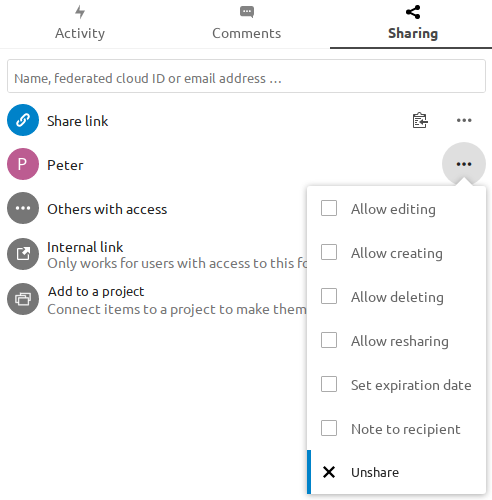 Activity
Comments
Sharing
Name, federated cloud ID or email address …
Share link
P
Peter
Others with access
Internal link
Only works for users with access to this fo
Add to a project
Connect items to a project to make them
Allow editing
Allow creating
Allow deleting
Allow resharing
Set expiration date
Note to recipient
Unshare